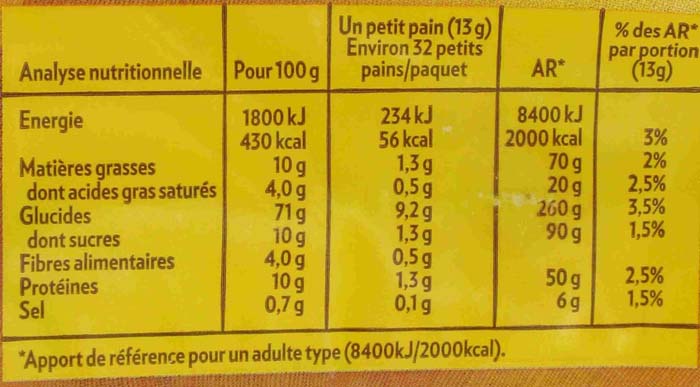 Analyse nutritionnelle Pour 100 g Un petit pain (13 g) Environ 32 petits pains/paquet AR* % des AR* par portion (13g)
Energie 1800 kJ 234 kJ 8400 kJ
430 kcal 56 kcal 2000 kcal 3%
Matières grasses 10 g 1,3 g 70 g 2%
dont acides gras saturés 4,0 g 0,5 g 20 g 2,5%
Glucides 71 g 9,2 g 260 g 3,5%
dont sucres 10 g 1,3 g 90 g 1,5%
Fibres alimentaires 4,0 g 0,5 g
Protéines 10 g 1,3 g 50 g 2,5%
Sel 0,7 g 0,1 g 6 g 1,5%
*Apport de référence pour un adulte type (8400kJ/2000kcal).